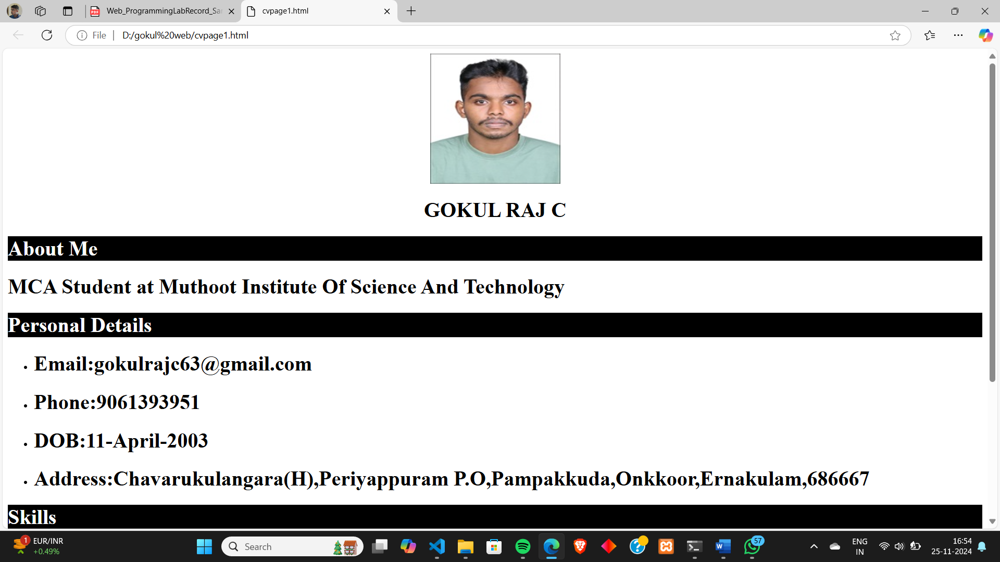 Web_ProgrammingLabRecord_Sar
cvpage1.html
File
D:/gokul%20web/cvpage1.html
GOKUL RAJ C
About Me
MCA Student at Muthoot Institute Of Science And Technology
Personal Details
Email:gokulrajc63@gmail.com
Phone:9061393951
DOB:11-April-2003
Address:Chavarukulangara(H),Periyappuram P.O,Pampakkuda,Onkkoor,Ernakulam,686667
Skills
1
EUR/INR
+0.49%
Search
57
ENG
IN
16:54
25-11-2024